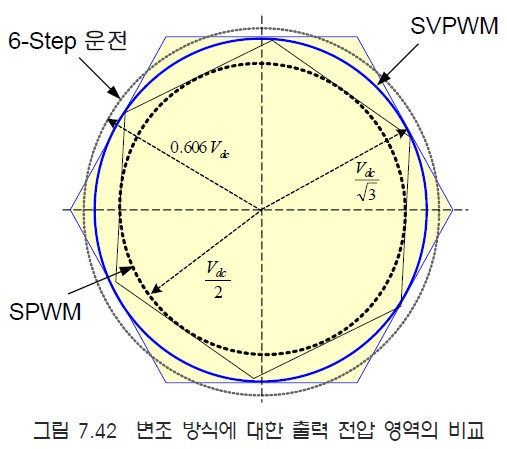 SVPWM
6-Step 운전
0.606 V_dc
V_dc/√3
V_dc/2
SPWM
그림 7.42 변조 방식에 대한 출력 전압 영역의 비교